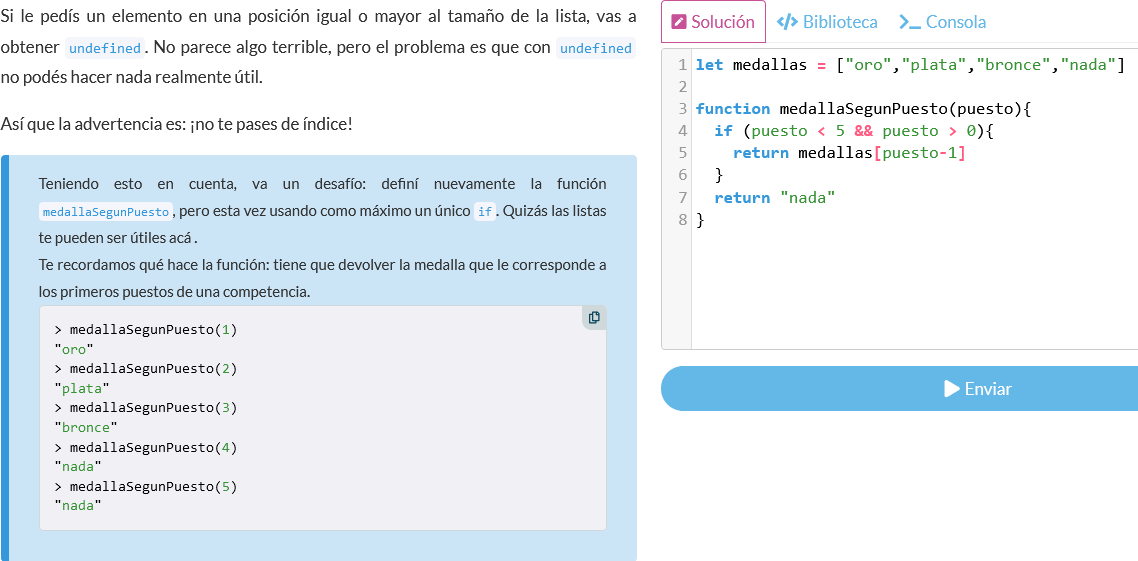 Si le pedís un elemento en una posición igual o mayor al tamaño de la lista, vas a
obtener undefined. No parece algo terrible, pero el problema es que con undefined
no podés hacer nada realmente útil.
Así que la advertencia es: ¡no te pases de índice!
Teniendo esto en cuenta, va un desafío: definí nuevamente la función
medallaSegunPuesto, pero esta vez usando como máximo un único if. Quizás las listas
te pueden ser útiles acá .
Te recordamos qué hace la función: tiene que devolver la medalla que le corresponde a
los primeros puestos de una competencia.
> medallaSegunPuesto(1)
"oro"
> medallaSegunPuesto(2)
"plata"
> medallaSegunPuesto(3)
"bronce"
> medallaSegunPuesto(4)
"nada"
> medallaSegunPuesto(5)
"nada"
Solución </> Biblioteca >_ Consola
1 let medallas = ["oro","plata","bronce","nada"]
2
3 function medallaSegunPuesto(puesto){
4   if (puesto < 5 && puesto > 0){
5     return medallas[puesto-1]
6   }
7   return "nada"
8 }
Enviar